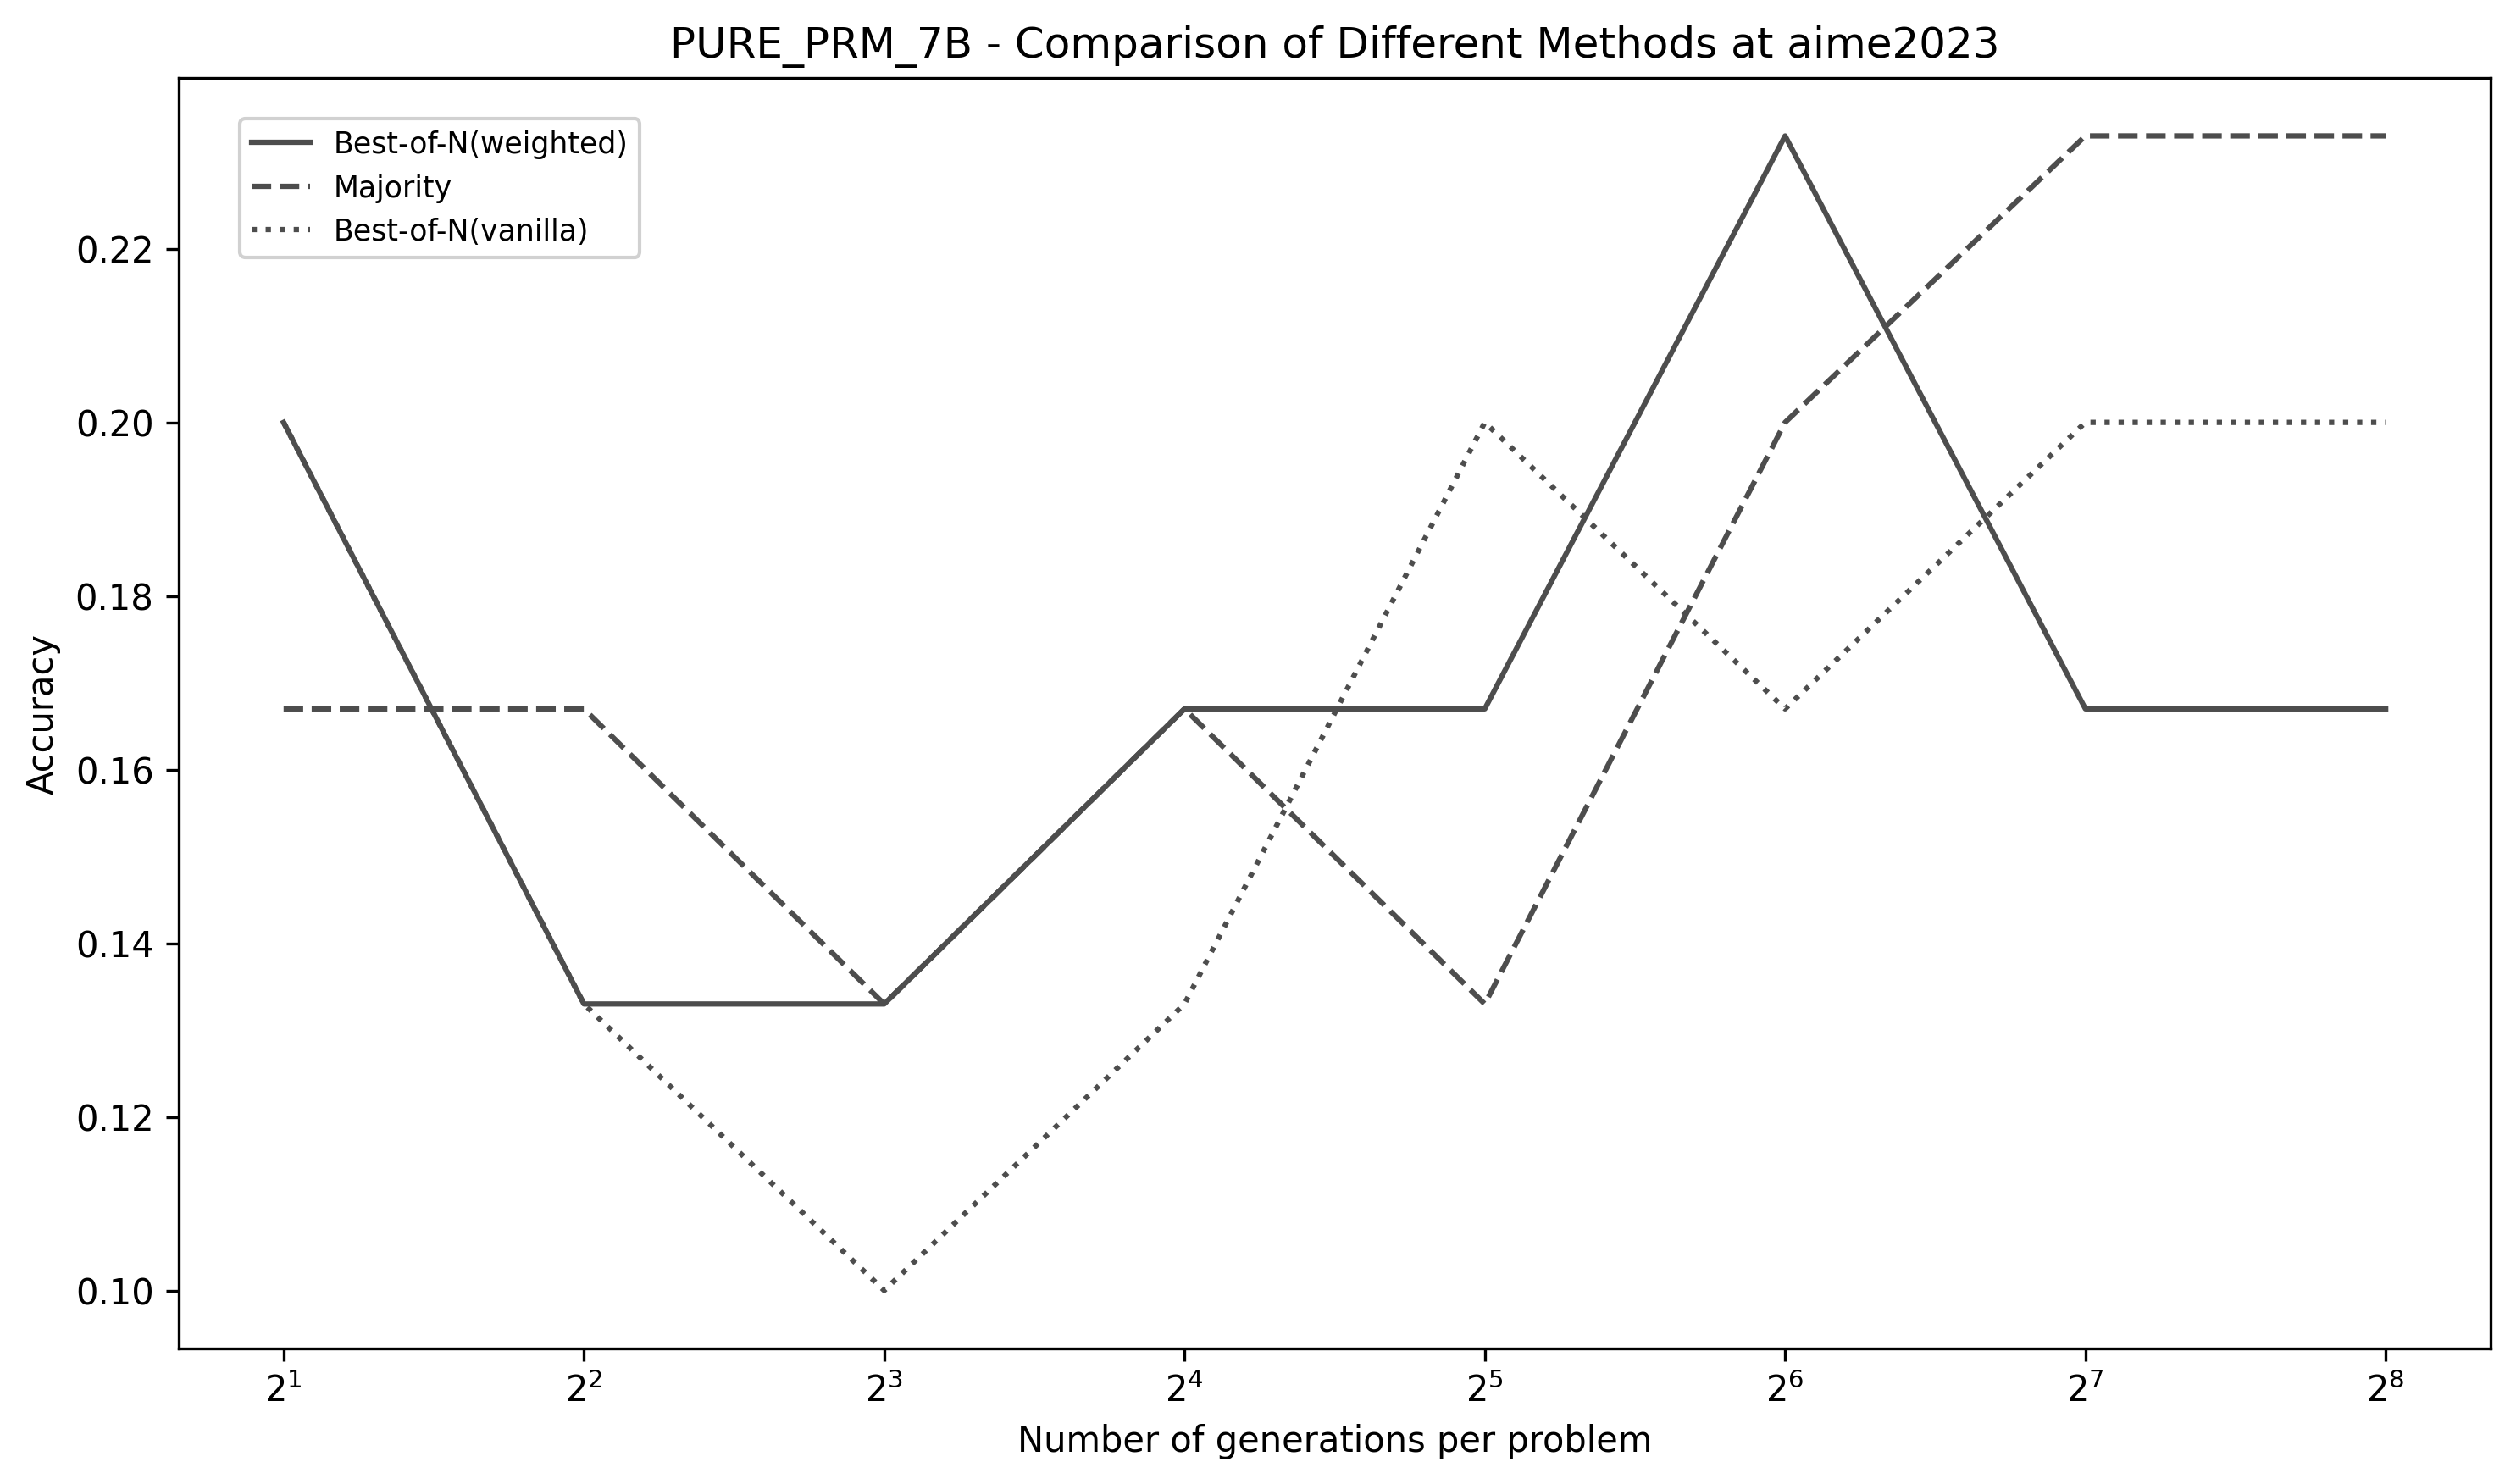 PURE_PRM_7B - Comparison of Different Methods at aime2023
Best-of-N(weighted)
Majority
Best-of-N(vanilla)
Accuracy
0.22
0.20
0.18
0.16
0.14
0.12
0.10
2¹ 2² 2³ 2⁴ 2⁵ 2⁶ 2⁷ 2⁸
Number of generations per problem